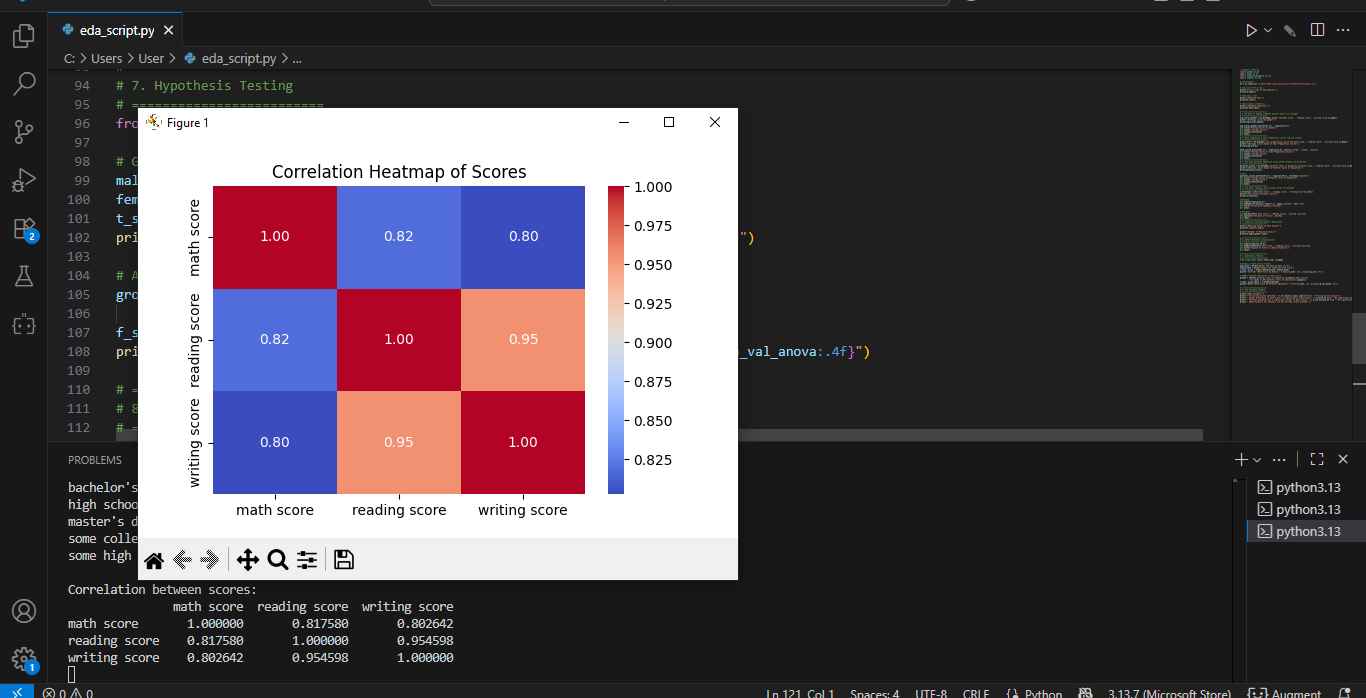 eda_script.py
C: > Users > User > eda_script.py > ...
94 # 7. Hypothesis Testing
95 # ========================
96 fro
97
98 # G
99 mal
100 fem
101 t_s
102 pri ")
103
104 # A
105 gro
106
107 f_s
108 pri _val_anova:.4f}")
109
110 # =
111 # 8
112 # =
Figure 1
Correlation Heatmap of Scores
math score 1.00 0.82 0.80
reading score 0.82 1.00 0.95
writing score 0.80 0.95 1.00
math score reading score writing score
1.000
0.975
0.950
0.925
0.900
0.875
0.850
0.825
PROBLEMS
bachelor's
high schoo
master's d
some colle
some high
Correlation between scores:
math score reading score writing score
math score 1.000000 0.817580 0.802642
reading score 0.817580 1.000000 0.954598
writing score 0.802642 0.954598 1.000000
python3.13
python3.13
python3.13
2
1
0 0 Ln 121, Col 1 Spaces: 4 UTF-8 CRLF { } Python 3.13.7 (Microsoft Store) Augment